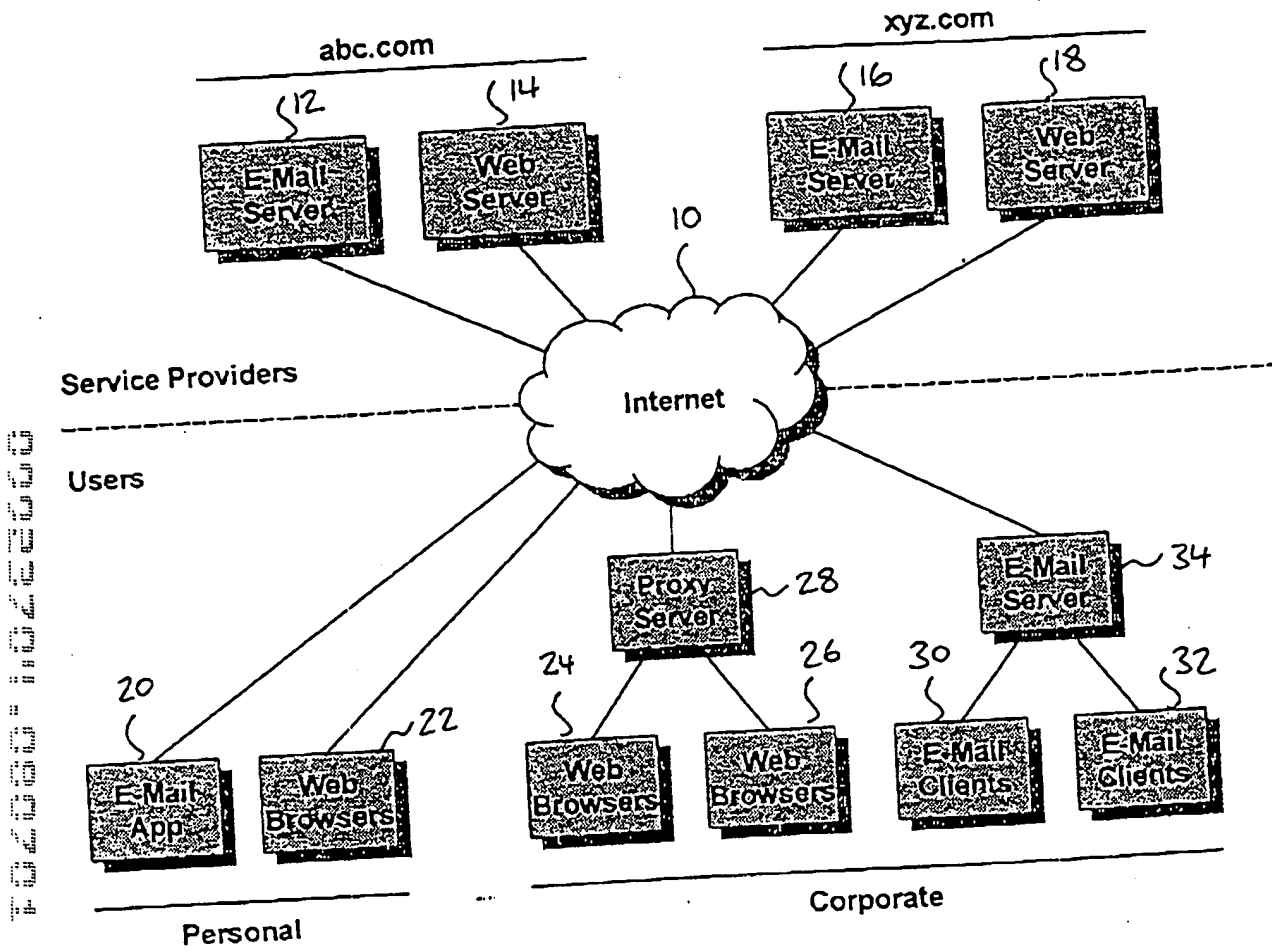 abc.com
xyz.com
12
14
16
18
E-Mail
Server
Web
Server
E-Mail
Server
Web
Server
10
Service Providers
Internet
Users
Proxy
Server
28
E-Mail
Server
34
20
22
24
26
30
32
E-Mail
App
Web
Browsers
Web
Browsers
Web
Browsers
E-Mail
Clients
E-Mail
Clients
Personal
Corporate